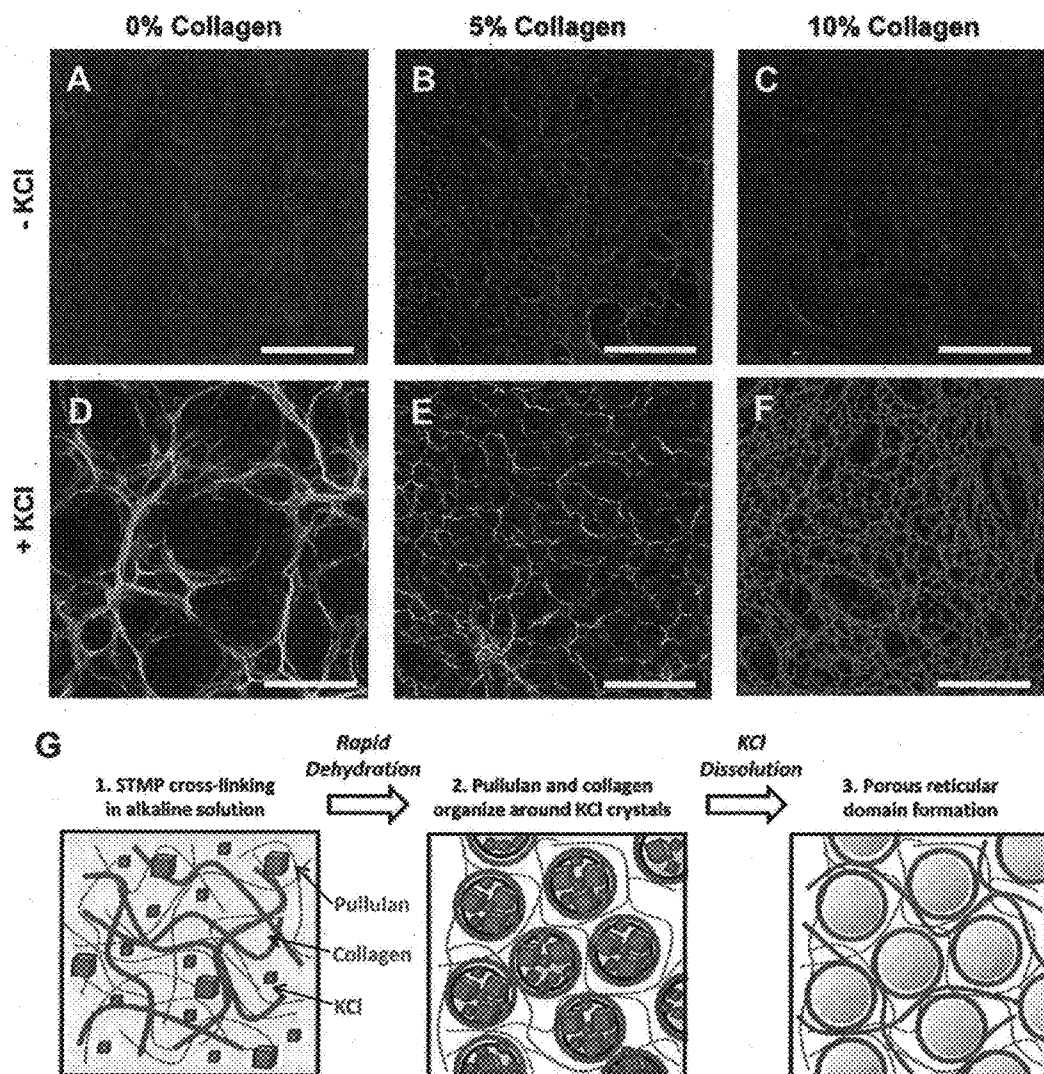 0% Collagen
5% Collagen
10% Collagen
- KCl
A
B
C
+ KCl
D
E
F
G
Rapid
Dehydration
KCl
Dissolution
1. STMP cross-linking
in alkaline solution
2. Pullulan and collagen
organize around KCl crystals
3. Porous reticular
domain formation
Pullulan
Collagen
KCl